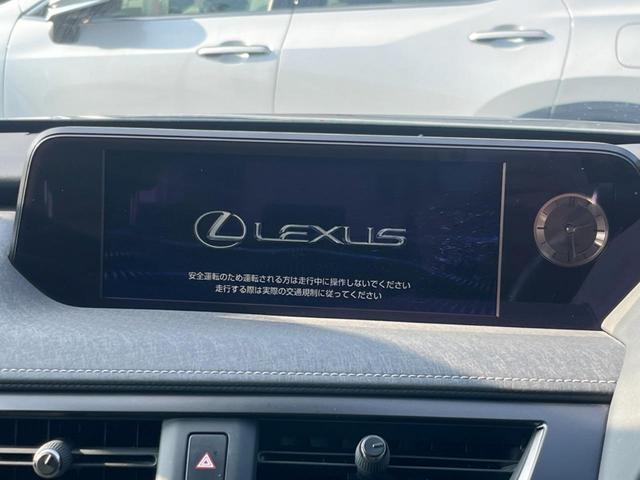 LEXUS
安全運転のため運転される方は走行中に操作しないでください
走行する際は実際の交通規制に従ってください